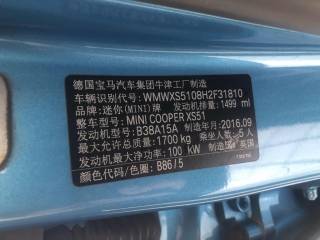 德国宝马汽车集团牛津工厂制造
车辆识别代号:WMWXS5108H2F31810
迷你(MINI)牌 发动机排量:1499 ml
整车型号:MINI COOPER XS51
发动机型号:B38A15A 制造年月:2016.09
最大允许总质量:1700 kg 乘坐人数:5人
发动机最大净功率:100 kW 制造国:英国
颜色代码/色圈:B86/5